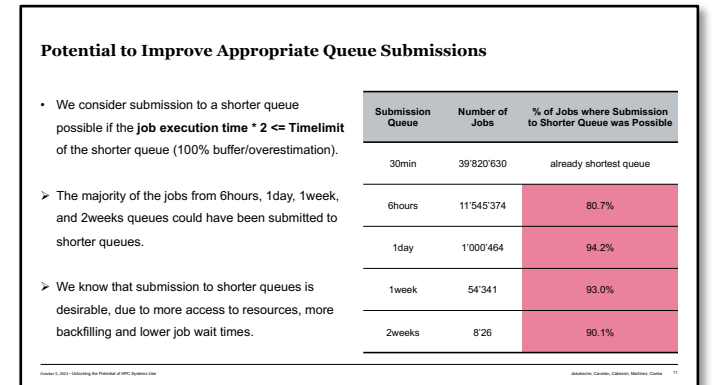 Potential to Improve Appropriate Queue Submissions
• We consider submission to a shorter queue
possible if the job execution time * 2 <= Timelimit
of the shorter queue (100% buffer/overestimation).
➢ The majority of the jobs from 6hours, 1day, 1week,
and 2weeks queues could have been submitted to
shorter queues.
➢ We know that submission to shorter queues is
desirable, due to more access to resources, more
backfilling and lower job wait times.
Submission Queue | Number of Jobs | % of Jobs where Submission to Shorter Queue was Possible
30min 39'820'630 already shortest queue
6hours 11'545'374 80.7%
1day 1'000'464 94.2%
1week 54'341 93.0%
2weeks 8'26 90.1%
Unlocking the Potential of HPC Systems Use
11